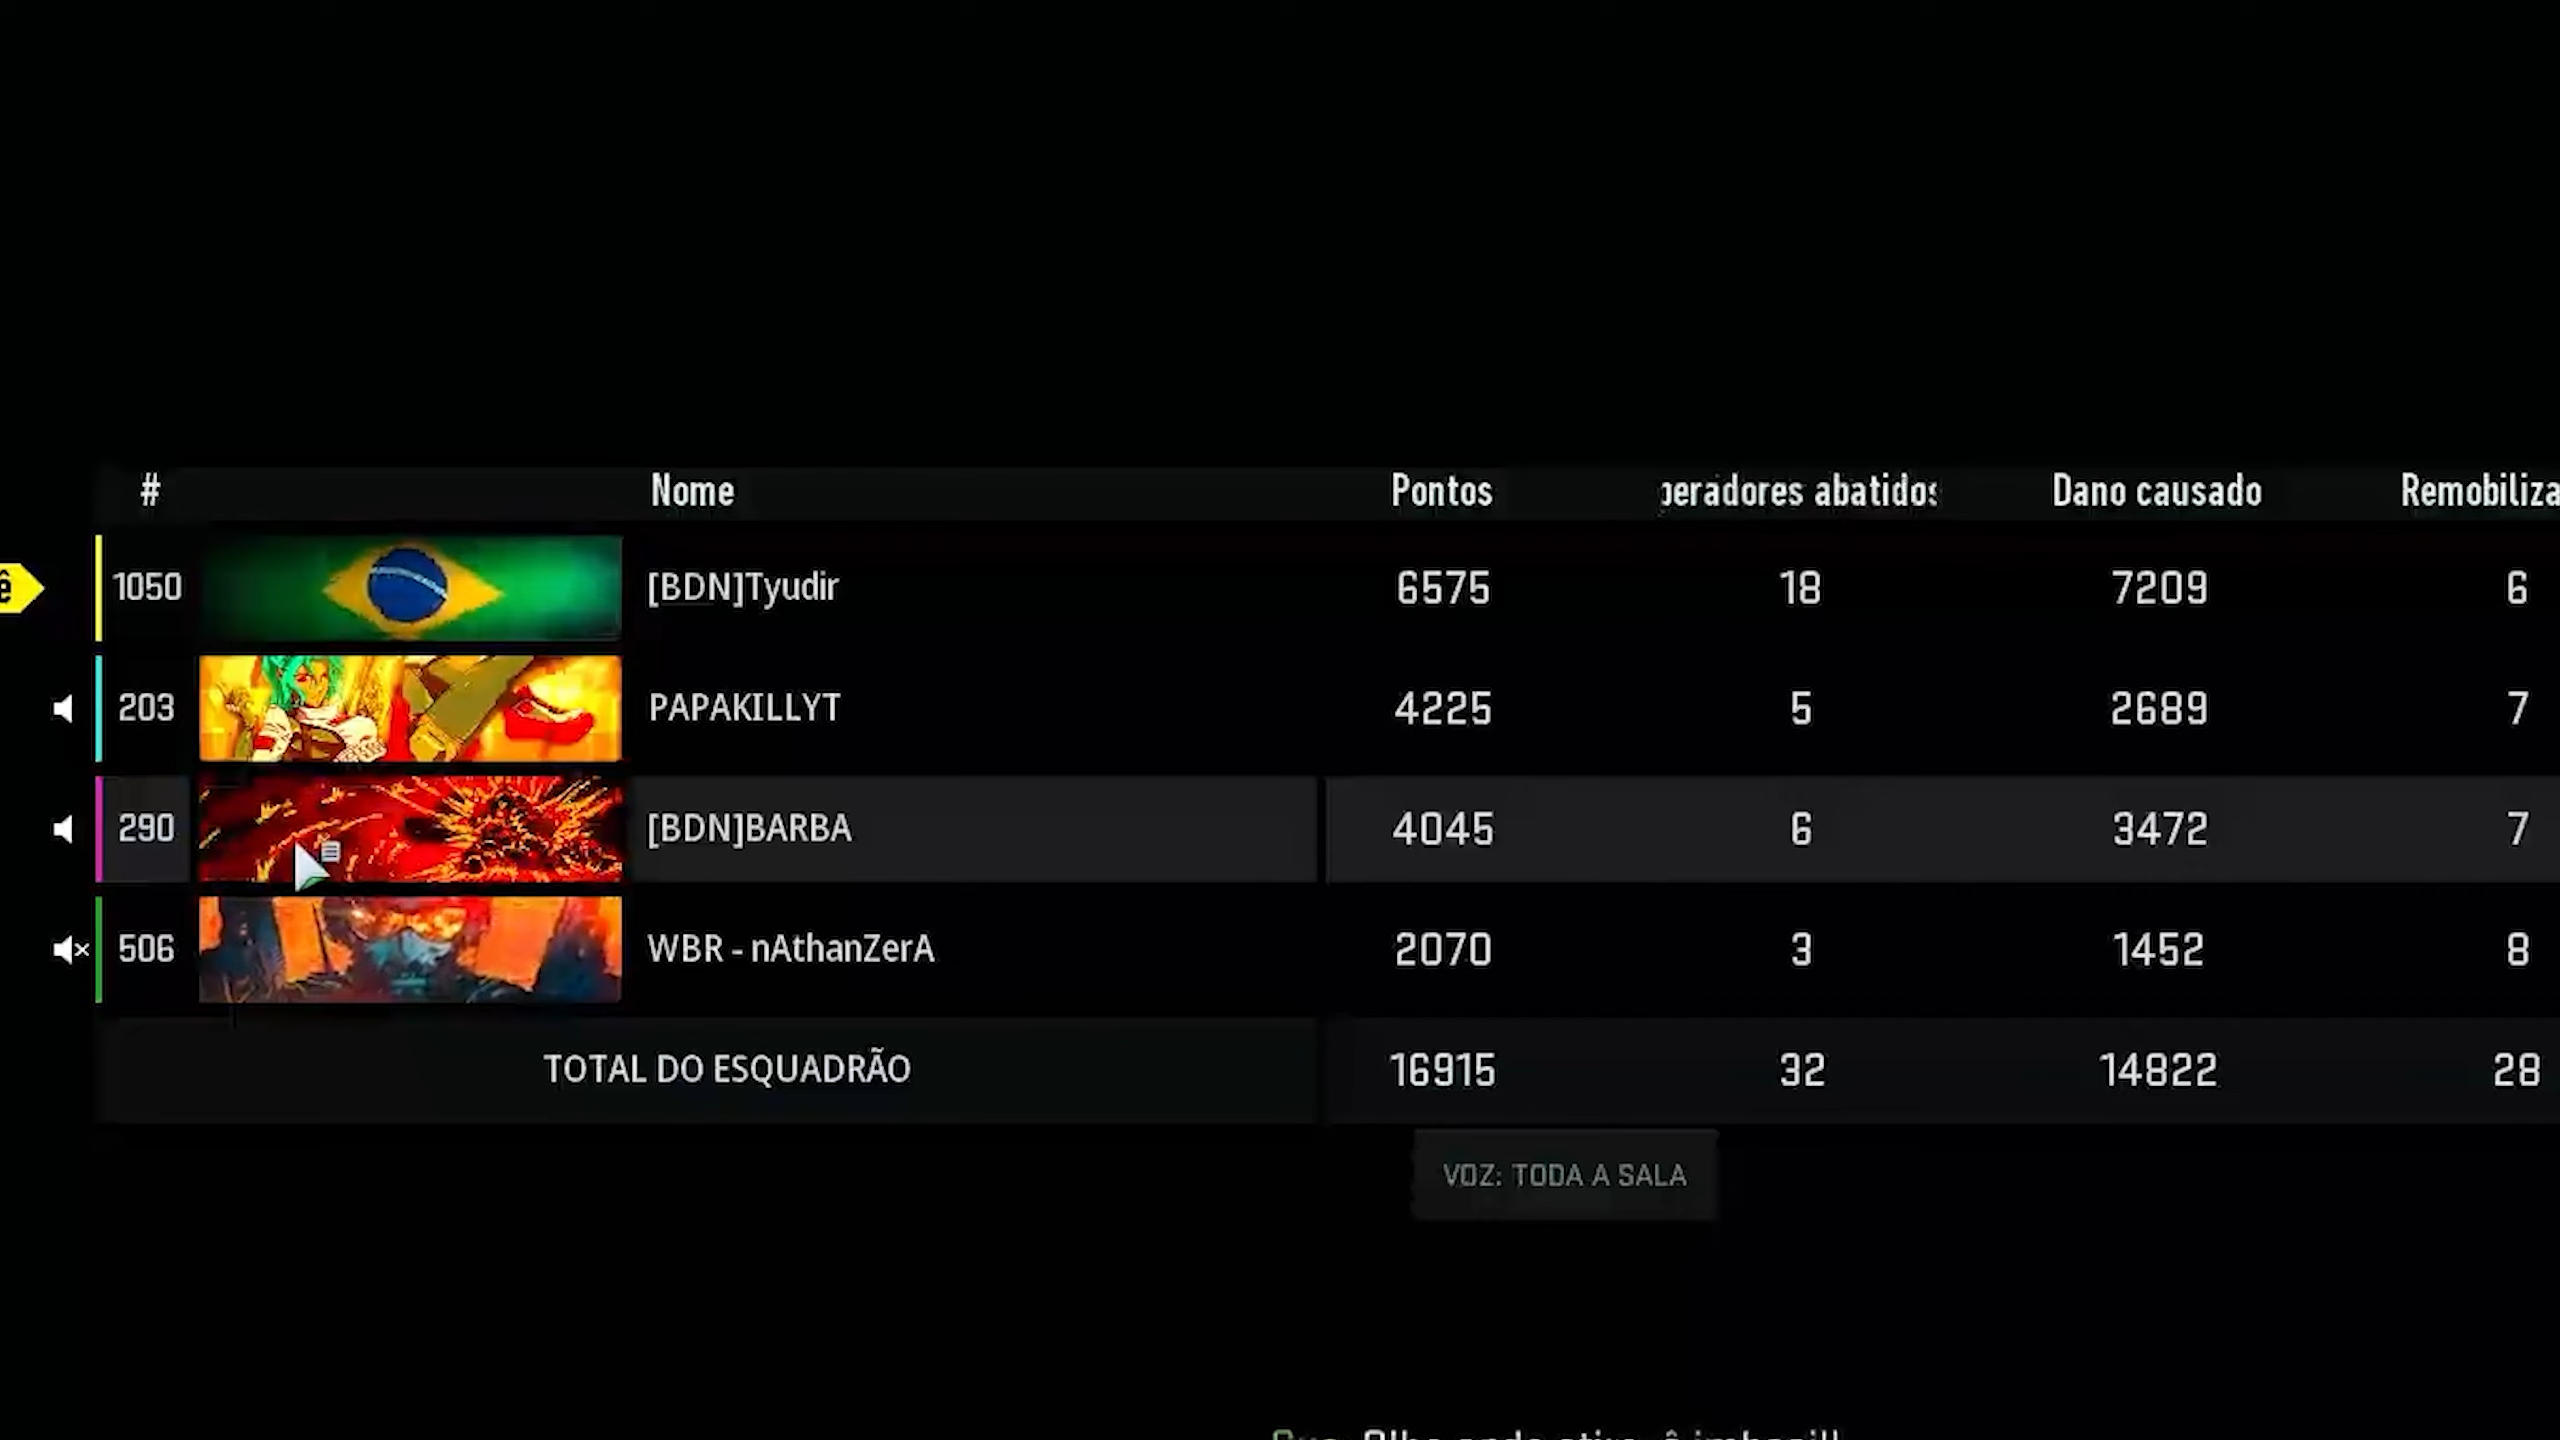 # Nome Pontos peradores abatidos Dano causado Remobiliza
ê 1050 [BDN]Tyudir 6575 18 7209 6
203 PAPAKILLYT 4225 5 2689 7
290 [BDN]BARBA 4045 6 3472 7
506 WBR - nAthanZerA 2070 3 1452 8
TOTAL DO ESQUADRÃO 16915 32 14822 28
VOZ: TODA A SALA